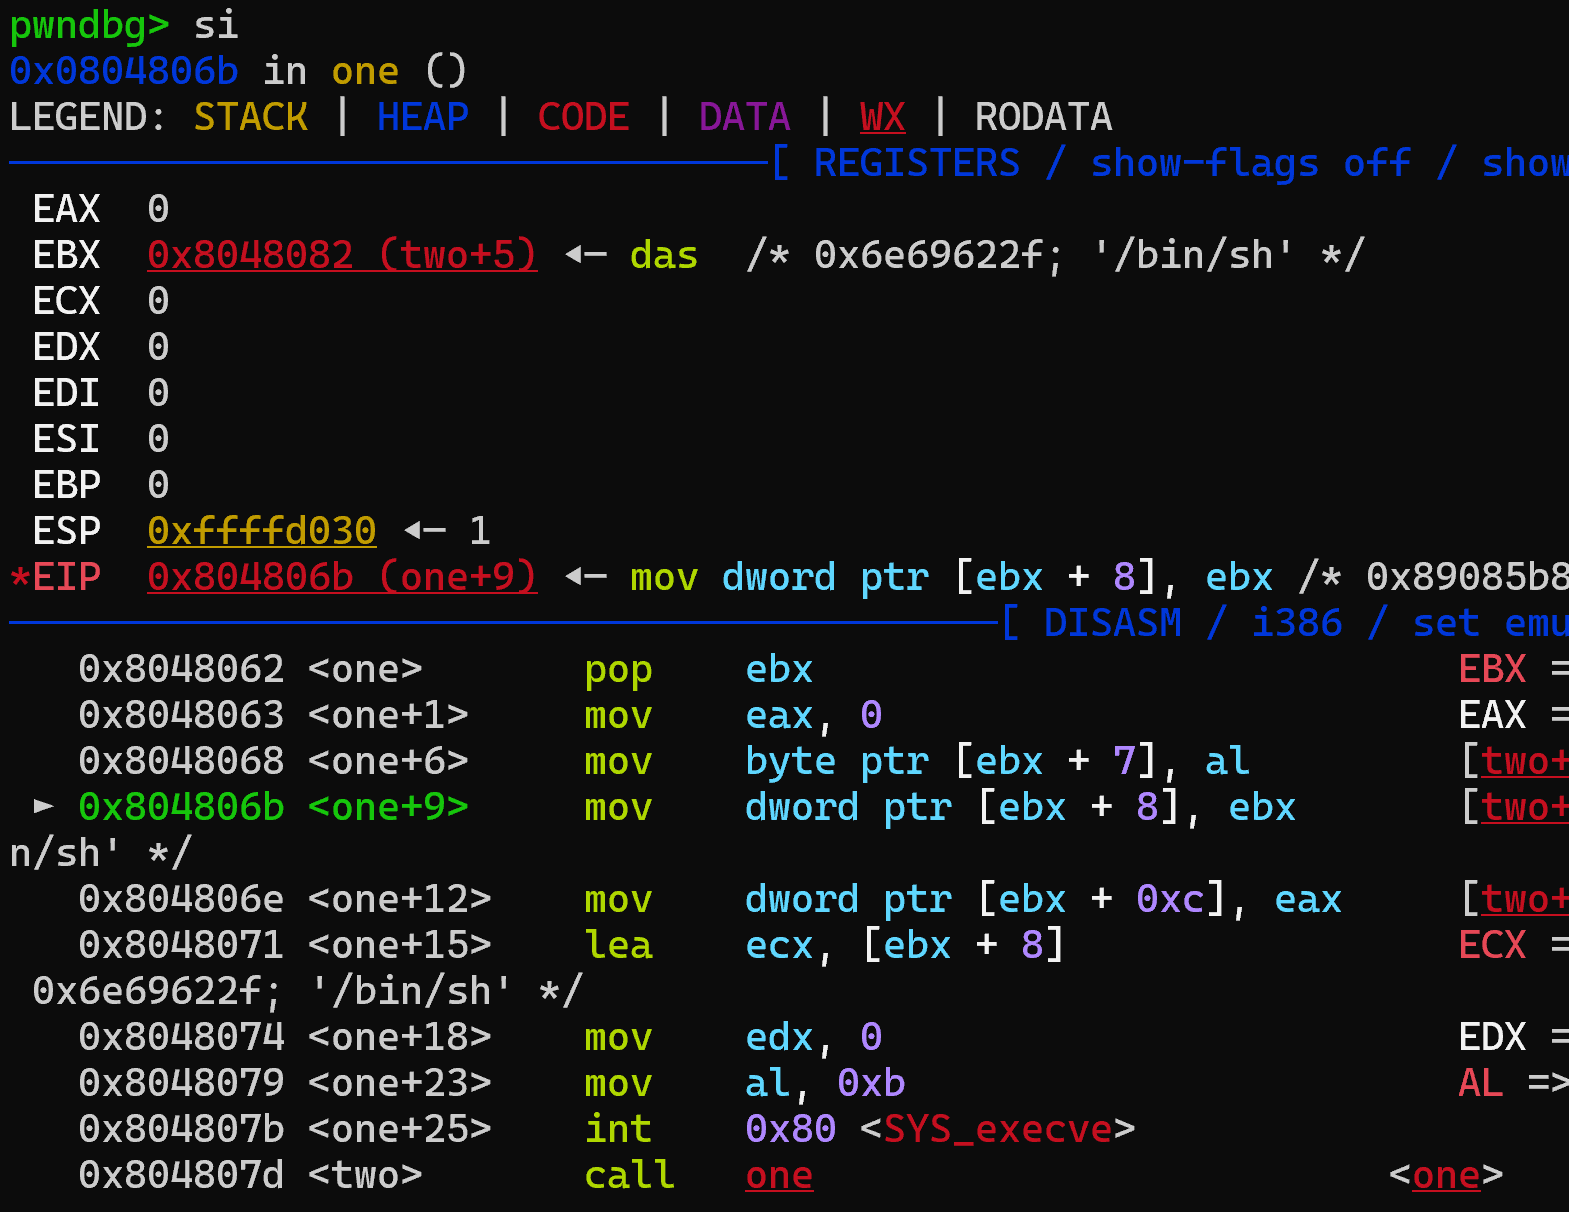 pwndbg> si
0x0804806b in one ()
LEGEND: STACK | HEAP | CODE | DATA | WX | RODATA
[ REGISTERS / show-flags off / show
EAX 0
EBX 0x8048082 (two+5) ◂— das /* 0x6e69622f; '/bin/sh' */
ECX 0
EDX 0
EDI 0
ESI 0
EBP 0
ESP 0xffffd030 ◂— 1
*EIP 0x804806b (one+9) ◂— mov dword ptr [ebx + 8], ebx /* 0x89085b8
[ DISASM / i386 / set emu
0x8048062 <one> pop ebx EBX =
0x8048063 <one+1> mov eax, 0 EAX =
0x8048068 <one+6> mov byte ptr [ebx + 7], al [two+
► 0x804806b <one+9> mov dword ptr [ebx + 8], ebx [two+
n/sh' */
0x804806e <one+12> mov dword ptr [ebx + 0xc], eax [two+
0x8048071 <one+15> lea ecx, [ebx + 8] ECX =
0x6e69622f; '/bin/sh' */
0x8048074 <one+18> mov edx, 0 EDX =
0x8048079 <one+23> mov al, 0xb AL =>
0x804807b <one+25> int 0x80 <SYS_execve>
0x804807d <two> call one <one>